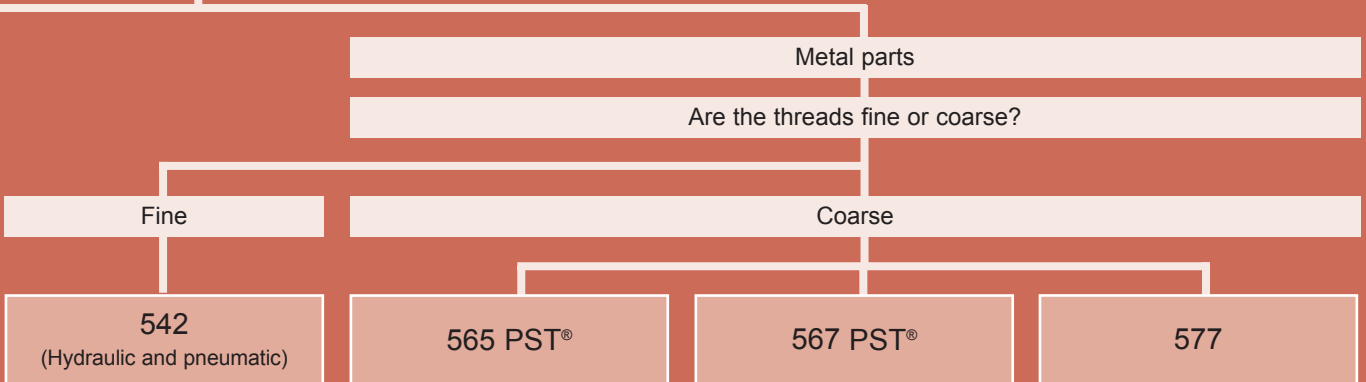 Metal parts
Are the threads fine or coarse?
Fine
Coarse
542
(Hydraulic and pneumatic)
565 PST®
567 PST®
577